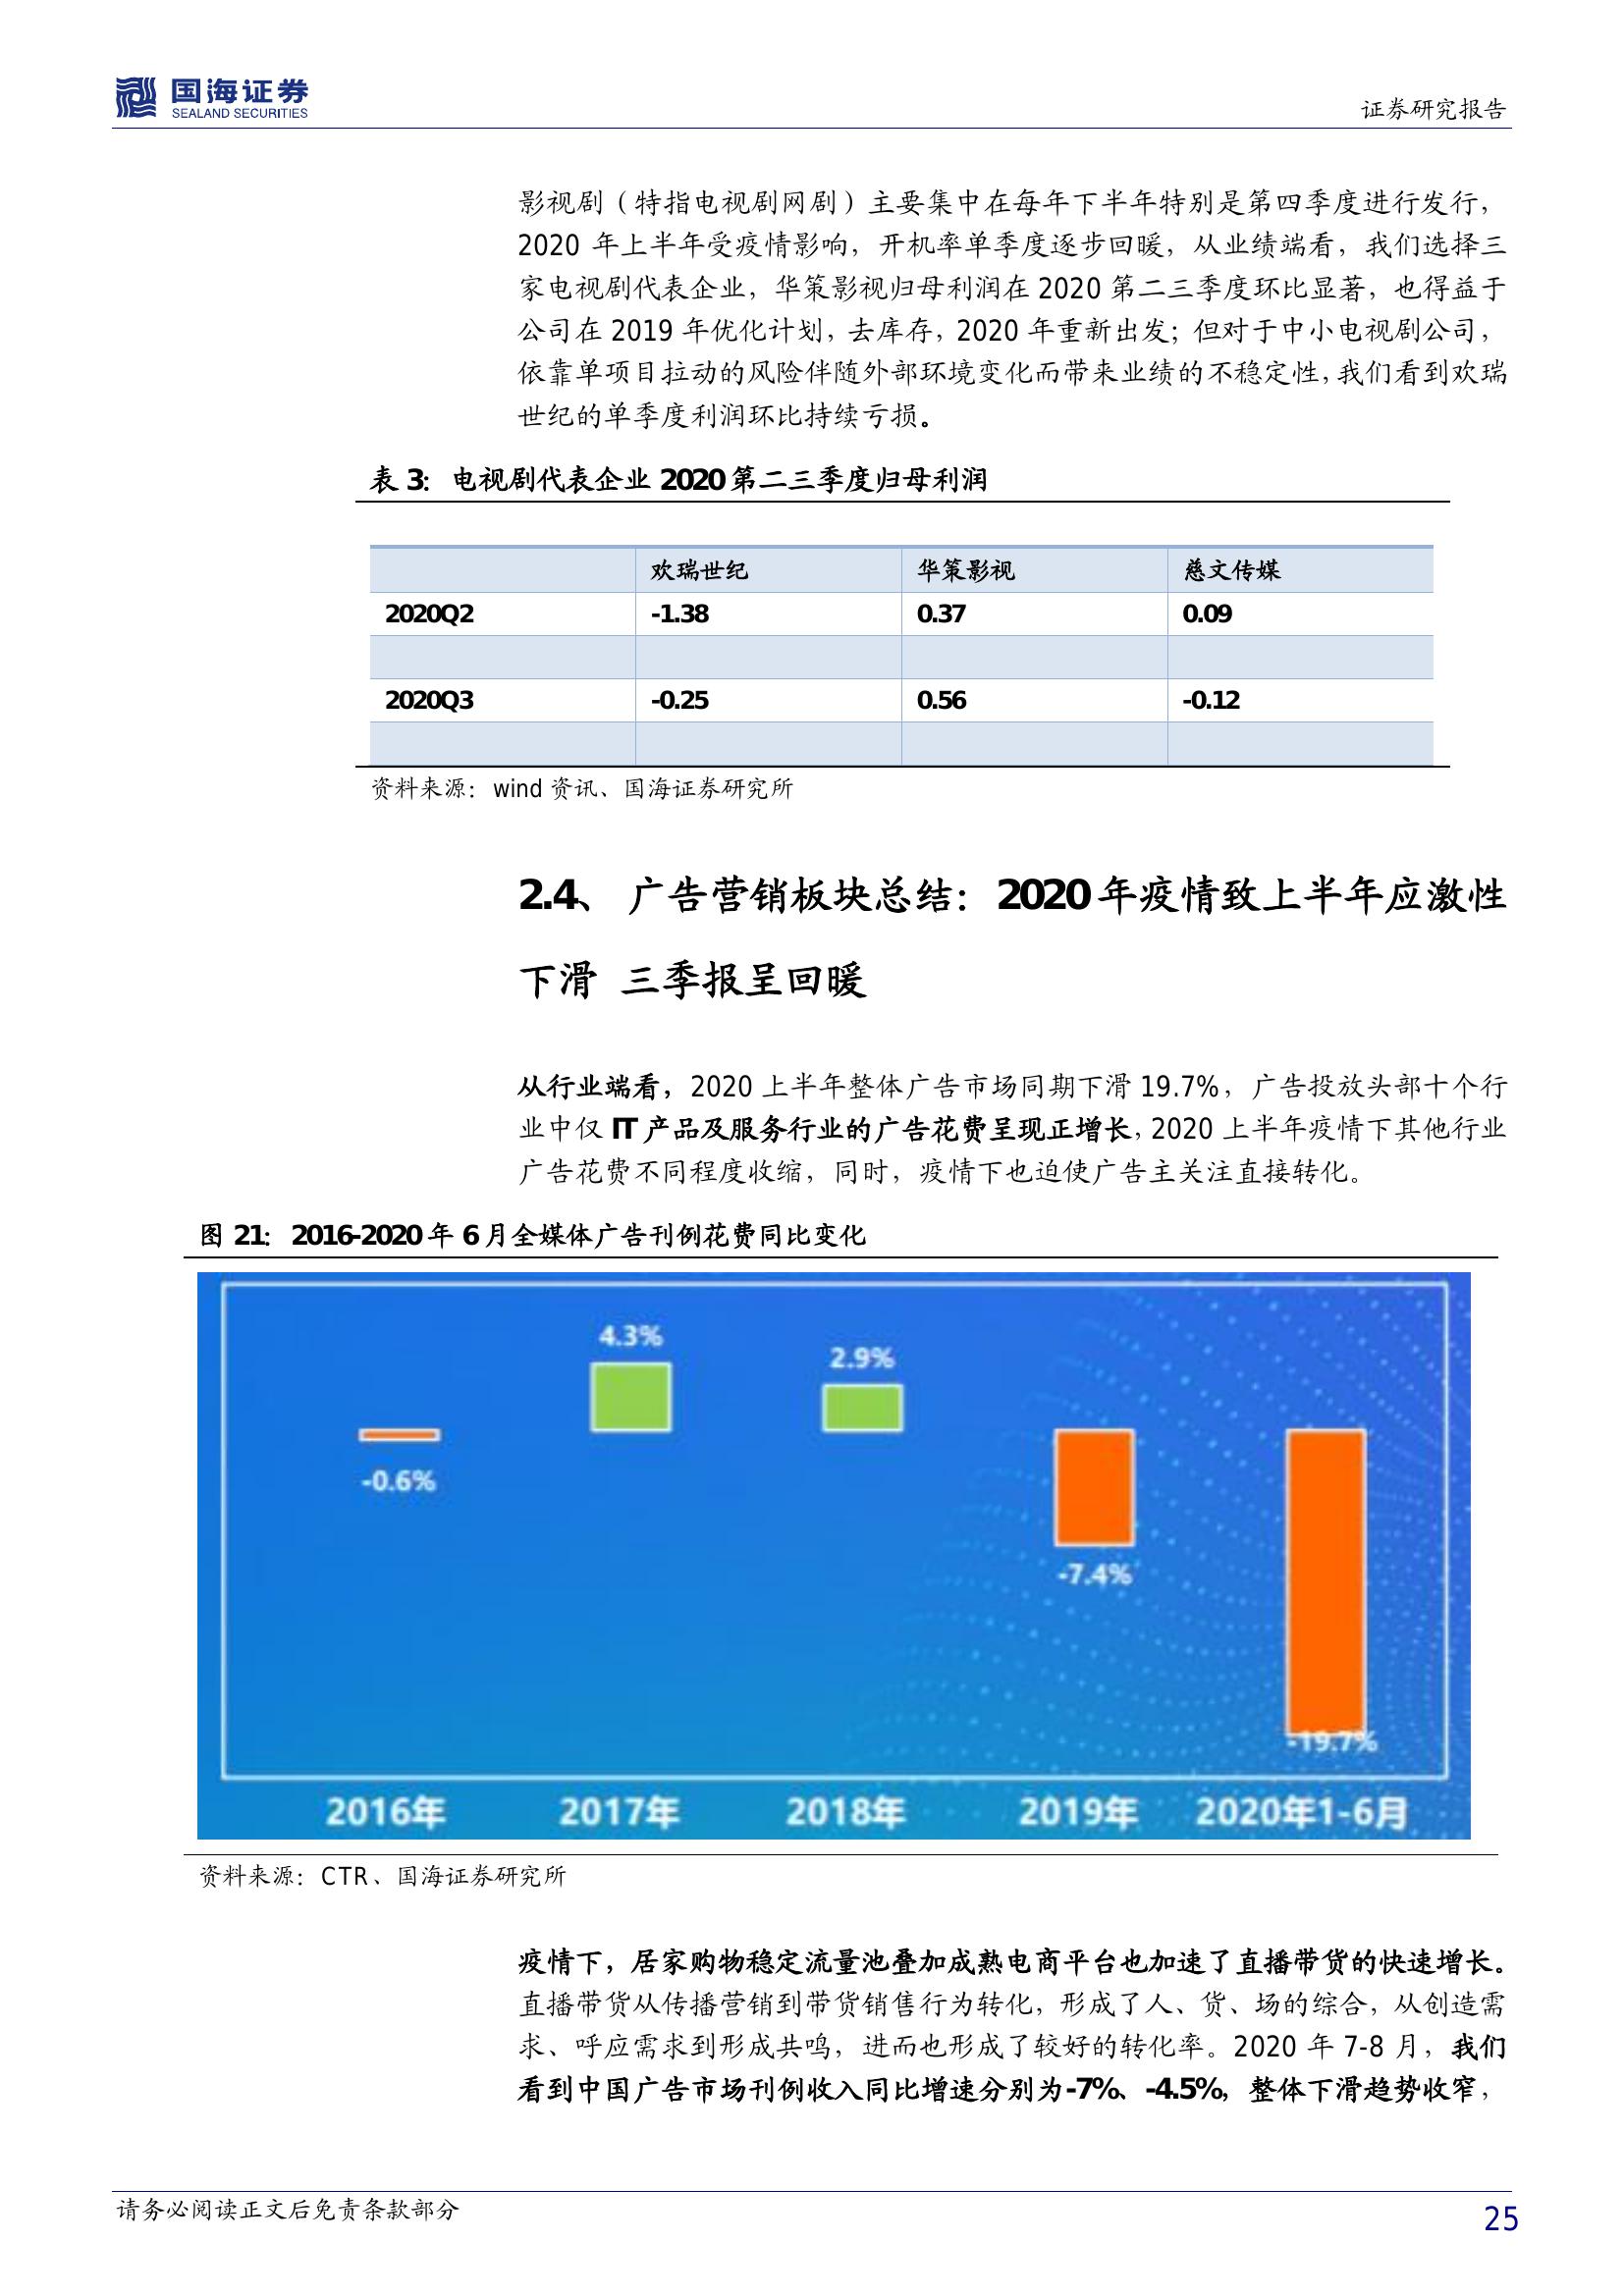 国海证券
SEALAND SECURITIES
证券研究报告
影视剧（特指电视剧网剧）主要集中在每年下半年特别是第四季度进行发行，
2020 年上半年受疫情影响，开机率单季度逐步回暖，从业绩端看，我们选择三
家电视剧代表企业，华策影视归母利润在 2020 第二三季度环比显著，也得益于
公司在 2019 年优化计划，去库存，2020 年重新出发；但对于中小电视剧公司，
依靠单项目拉动的风险伴随外部环境变化而带来业绩的不稳定性，我们看到欢瑞
世纪的单季度利润环比持续亏损。
表 3：电视剧代表企业 2020 第二三季度归母利润
欢瑞世纪 华策影视 慈文传媒
2020Q2 -1.38 0.37 0.09
2020Q3 -0.25 0.56 -0.12
资料来源：wind 资讯、国海证券研究所
2.4、 广告营销板块总结：2020 年疫情致上半年应激性
下滑 三季报呈回暖
从行业端看，2020 上半年整体广告市场同期下滑 19.7%，广告投放头部十个行
业中仅 IT 产品及服务行业的广告花费呈现正增长，2020 上半年疫情下其他行业
广告花费不同程度收缩，同时，疫情下也迫使广告主关注直接转化。
图 21：2016-2020 年 6 月全媒体广告刊例花费同比变化
4.3%
2.9%
-0.6%
-7.4%
-19.7%
2016年 2017年 2018年 2019年 2020年1-6月
资料来源：CTR、国海证券研究所
疫情下，居家购物稳定流量池叠加成熟电商平台也加速了直播带货的快速增长。
直播带货从传播营销到带货销售行为转化，形成了人、货、场的综合，从创造需
求、呼应需求到形成共鸣，进而也形成了较好的转化率。2020 年 7-8 月，我们
看到中国广告市场刊例收入同比增速分别为-7%、-4.5%，整体下滑趋势收窄，
请务必阅读正文后免责条款部分
25